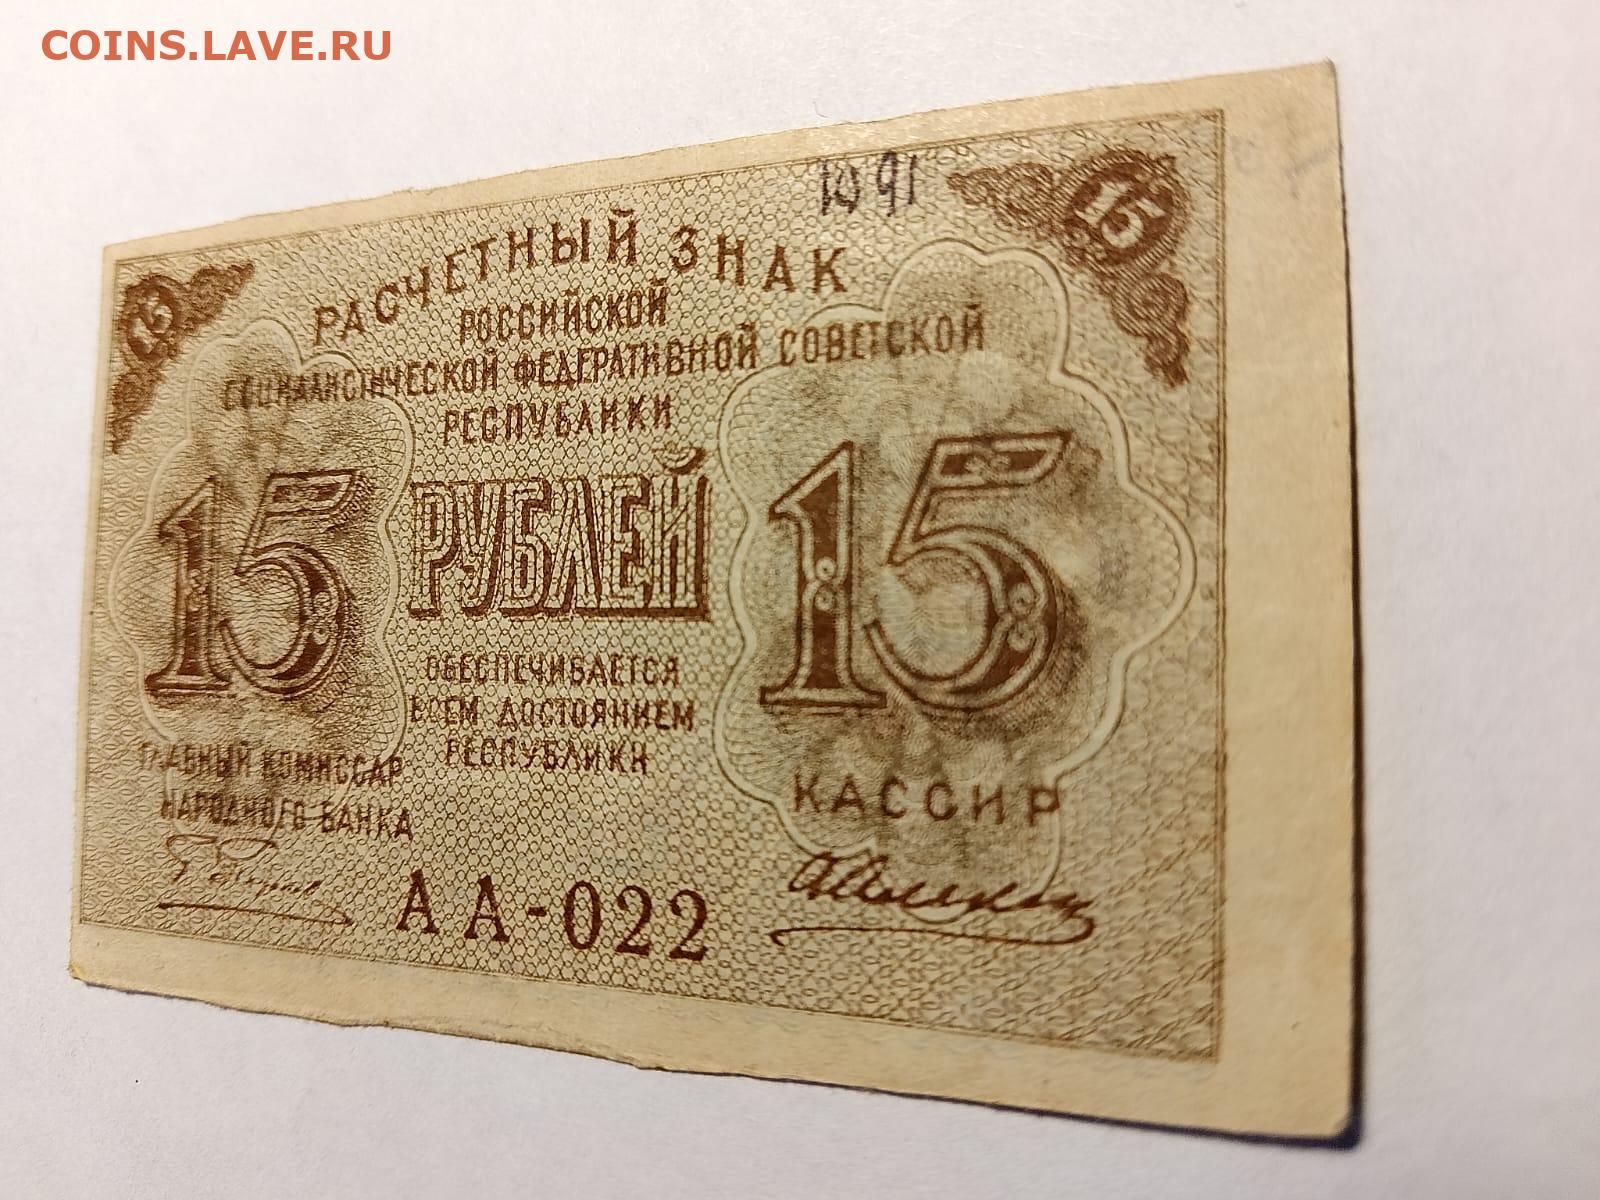 COINS.LAVE.RU
15
15
РАСЧЕТНЫЙ ЗНАК
РОССИЙСКОЙ
СОЦИАЛИСТИЧЕСКОЙ ФЕДЕРАТИВНОЙ СОВЕТСКОЙ
РЕСПУБЛИКИ
15
РУБЛЕЙ
15
ОБЕСПЕЧИВАЕТСЯ
ВСЕМ ДОСТОЯНИЕМ
РЕСПУБЛИКИ
ГЛАВНЫЙ КОМИССАР
НАРОДНОГО БАНКА
КАССИР
АА-022